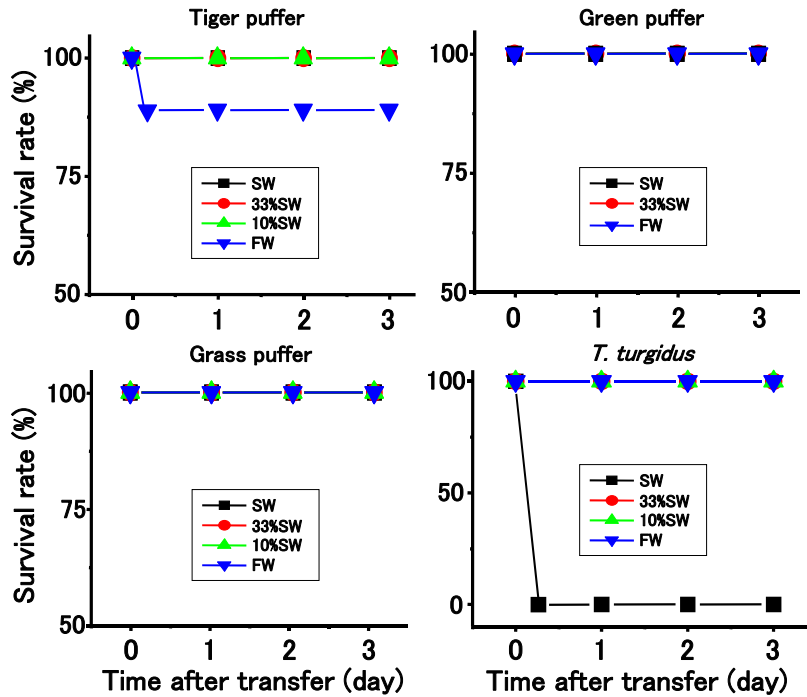 Tiger puffer
Survival rate (%)
100
75
50
0 1 2 3
SW
33%SW
10%SW
FW
Green puffer
100
75
50
0 1 2 3
SW
33%SW
FW
Grass puffer
Survival rate (%)
100
75
50
0 1 2 3
Time after transfer (day)
SW
33%SW
10%SW
FW
T. turgidus
100
50
0
0 1 2 3
Time after transfer (day)
SW
33%SW
10%SW
FW